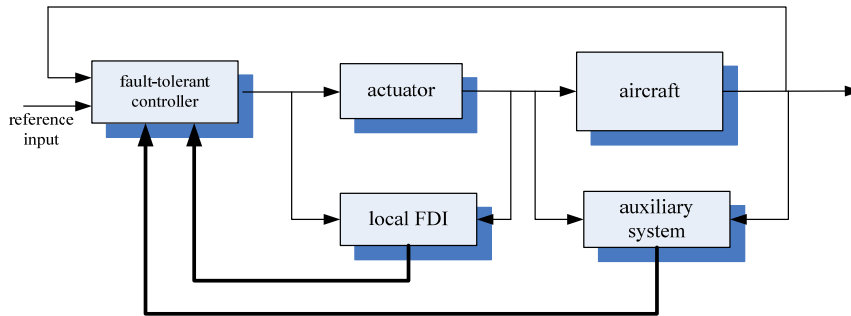 fault-tolerant
controller
actuator
aircraft
reference
input
local FDI
auxiliary
system